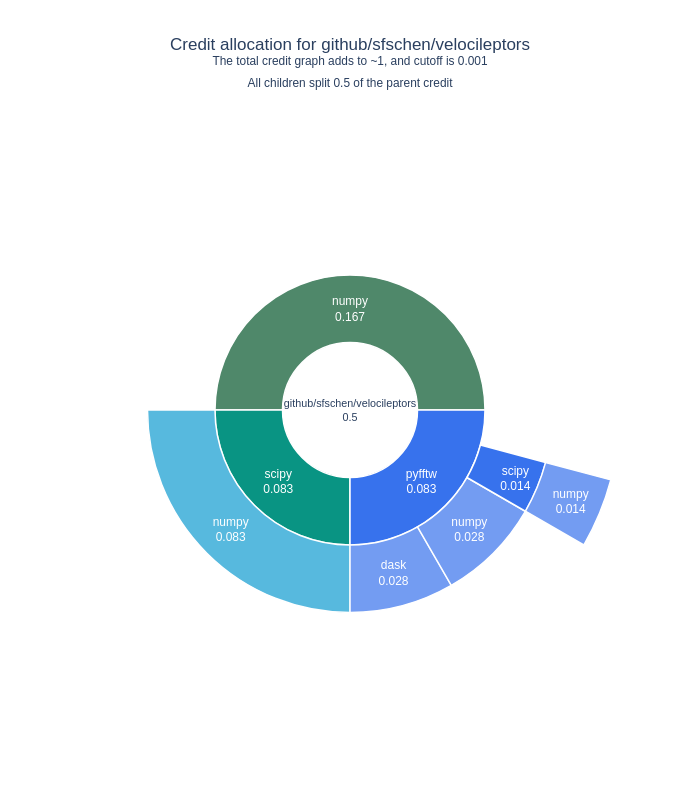 Credit allocation for github/sfschen/velocileptors
The total credit graph adds to ~1, and cutoff is 0.001
All children split 0.5 of the parent credit
numpy
0.167
github/sfschen/velocileptors
0.5
scipy
0.083
pyfftw
0.083
scipy
0.014
numpy
0.014
numpy
0.083
numpy
0.028
dask
0.028